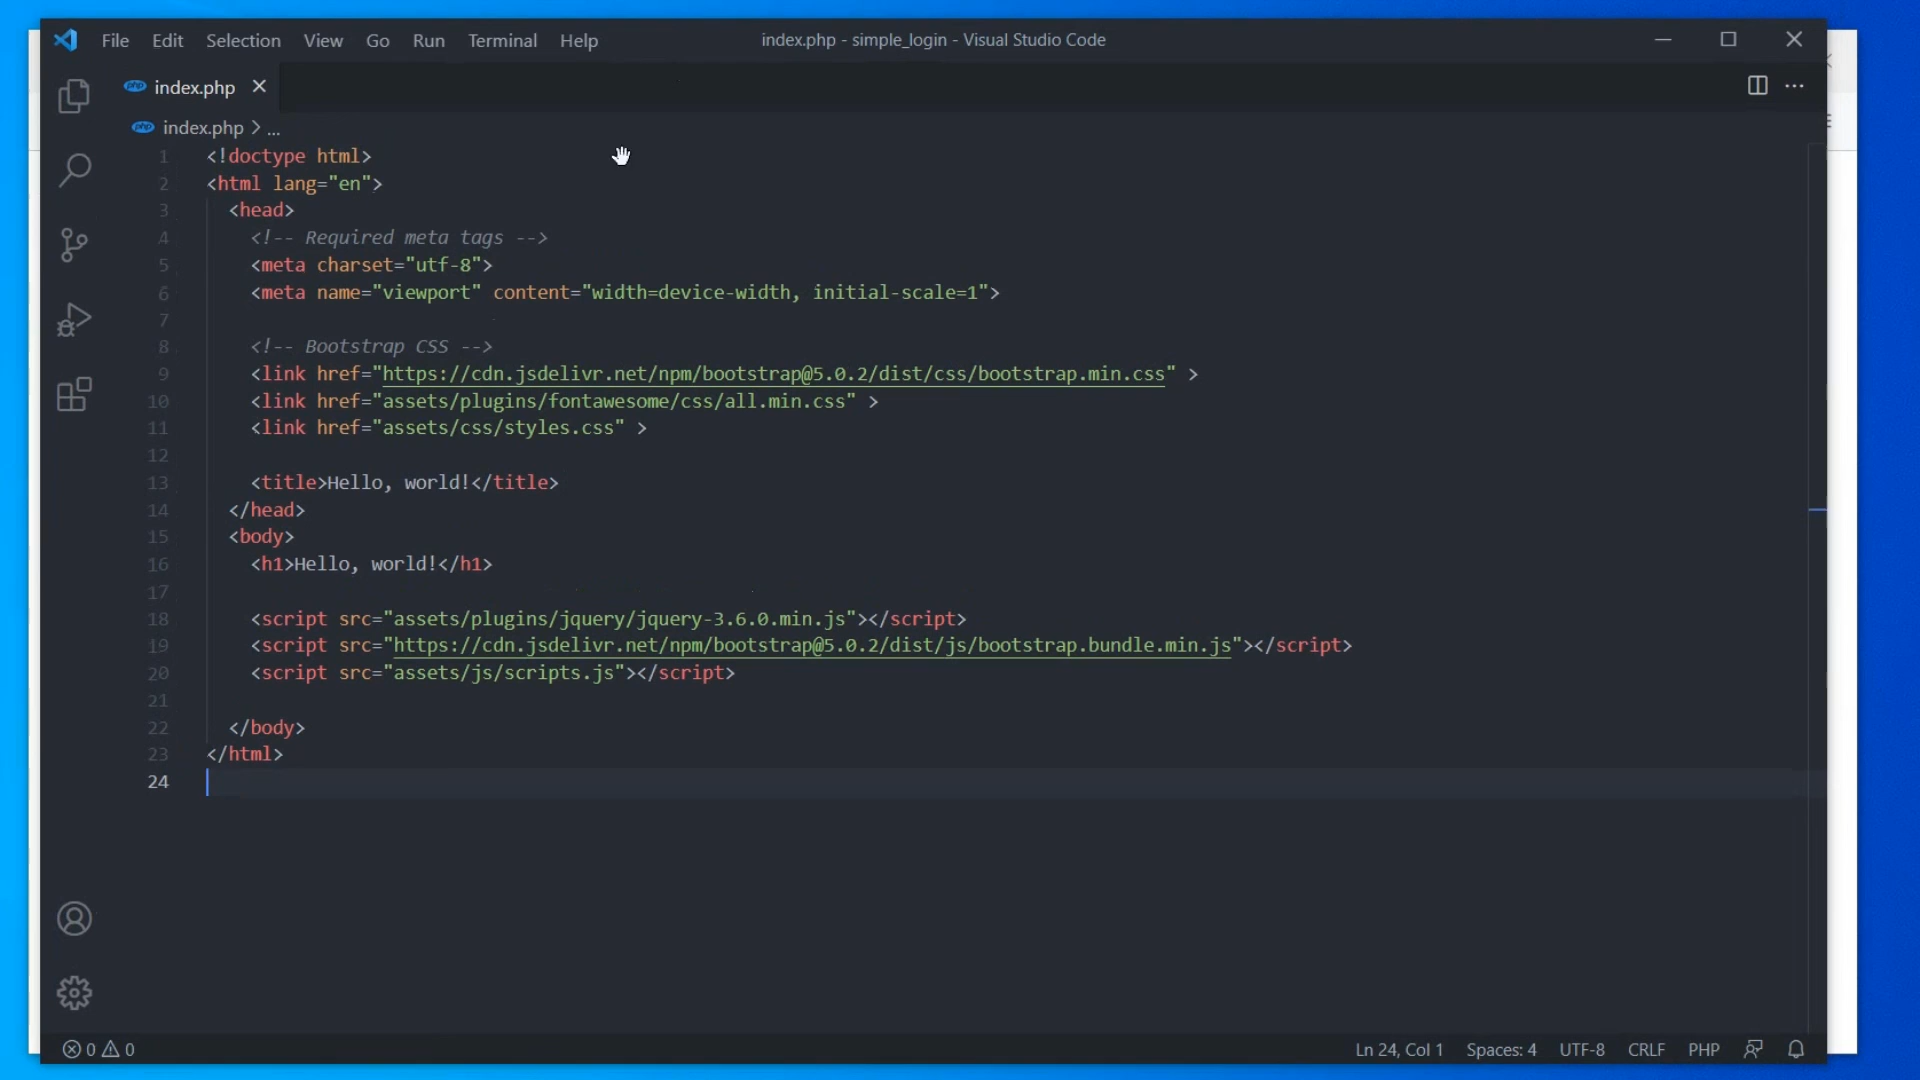 File Edit Selection View Go Run Terminal Help index.php - simple_login - Visual Studio Code
php index.php
php index.php > ...
1 <!doctype html>
2 <html lang="en">
3 <head>
4 <!-- Required meta tags -->
5 <meta charset="utf-8">
6 <meta name="viewport" content="width=device-width, initial-scale=1">
7
8 <!-- Bootstrap CSS -->
9 <link href="https://cdn.jsdelivr.net/npm/bootstrap@5.0.2/dist/css/bootstrap.min.css" >
10 <link href="assets/plugins/fontawesome/css/all.min.css" >
11 <link href="assets/css/styles.css" >
12
13 <title>Hello, world!</title>
14 </head>
15 <body>
16 <h1>Hello, world!</h1>
17
18 <script src="assets/plugins/jquery/jquery-3.6.0.min.js"></script>
19 <script src="https://cdn.jsdelivr.net/npm/bootstrap@5.0.2/dist/js/bootstrap.bundle.min.js"></script>
20 <script src="assets/js/scripts.js"></script>
21
22 </body>
23 </html>
24
0 0 Ln 24, Col 1 Spaces: 4 UTF-8 CRLF PHP